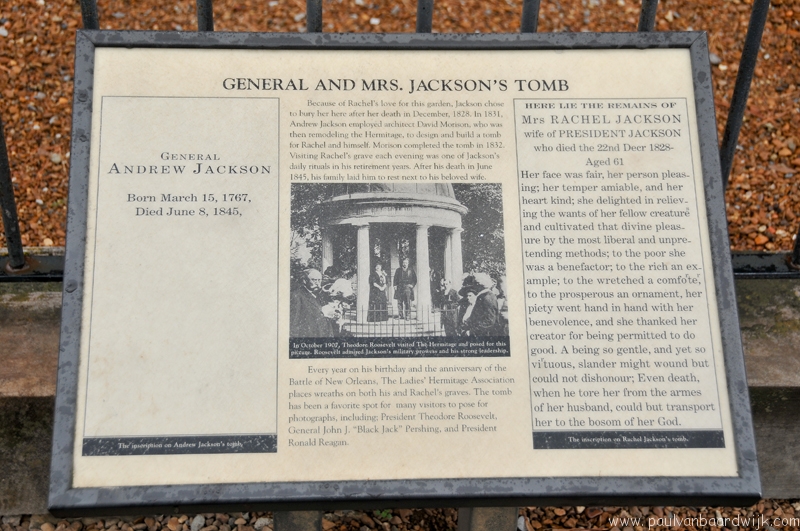 GENERAL AND MRS. JACKSON'S TOMB
GENERAL
ANDREW JACKSON
Born March 15, 1767,
Died June 8, 1845,
The inscription on Andrew Jackson's tomb.
Because of Rachel's love for this garden, Jackson chose
to bury her here after her death in December, 1828. In 1831,
Andrew Jackson employed architect David Morison, who was
then remodeling the Hermitage, to design and build a tomb
for Rachel and himself. Morison completed the tomb in 1832.
Visiting Rachel's grave each evening was one of Jackson's
daily rituals in his retirement years. After his death in June
1845, his family laid him to rest next to his beloved wife.
In October 1907, Theodore Roosevelt visited The Hermitage and posed for this
picture. Roosevelt admired Jackson's military prowess and his strong leadership.
Every year on his birthday and the anniversary of the
Battle of New Orleans, The Ladies' Hermitage Association
places wreaths on both his and Rachel's graves. The tomb
has been a favorite spot for many visitors to pose for
photographs, including: President Theodore Roosevelt,
General John J. "Black Jack" Pershing, and President
Ronald Reagan.
HERE LIE THE REMAINS OF
Mrs RACHEL JACKSON
wife of PRESIDENT JACKSON
who died the 22nd Decr 1828-
Aged 61
Her face was fair, her person pleas-
ing; her temper amiable, and her
heart kind; she delighted in reliev-
ing the wants of her fellow creature
and cultivated that divine pleas-
ure by the most liberal and unpre-
tending methods; to the poor she
was a benefactor; to the rich an ex-
ample; to the wretched a comforter,
to the prosperous an ornament, her
piety went hand in hand with her
benevolence, and she thanked her
creator for being permitted to do
good. A being so gentle, and yet so
virtuous, slander might wound but
could not dishonour; Even death,
when he tore her from the arms
of her husband, could but transport
her to the bosom of her God.
The inscription on Rachel Jackson's tomb.
www.paulvanbaardwijk.com